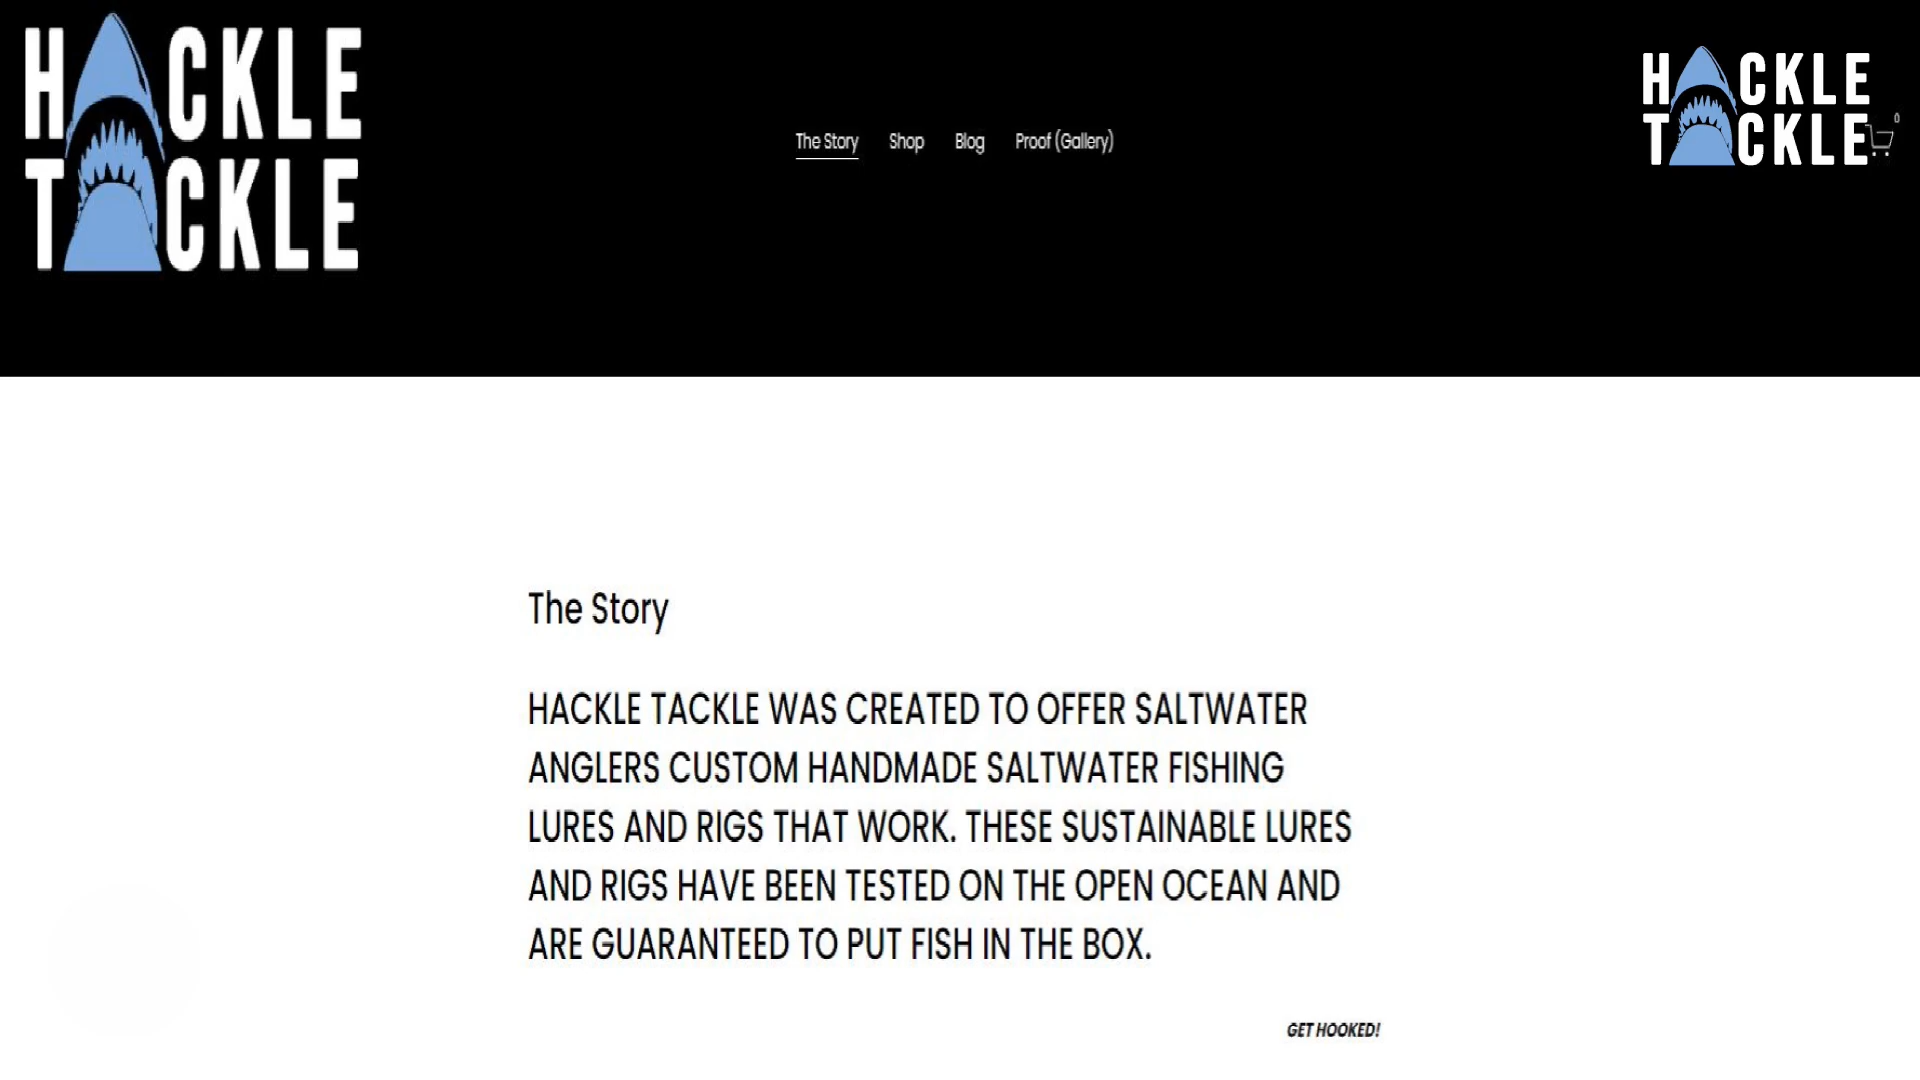 HACKLE
TACKLE
The Story Shop Blog Proof (Gallery)
HACKLE
TACKLE
0
The Story
HACKLE TACKLE WAS CREATED TO OFFER SALTWATER
ANGLERS CUSTOM HANDMADE SALTWATER FISHING
LURES AND RIGS THAT WORK. THESE SUSTAINABLE LURES
AND RIGS HAVE BEEN TESTED ON THE OPEN OCEAN AND
ARE GUARANTEED TO PUT FISH IN THE BOX.
GET HOOKED!